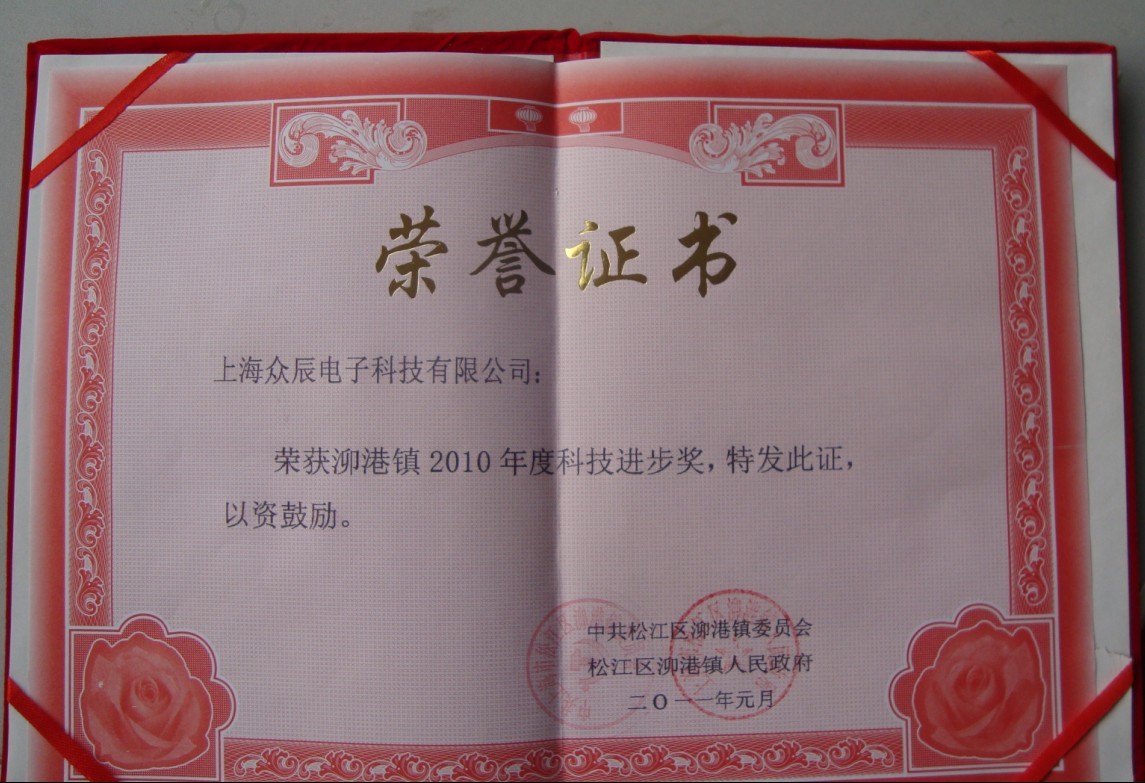 荣誉证书
上海众辰电子科技有限公司：
荣获泖港镇2010年度科技进步奖，特发此证，
以资鼓励。
中共松江区泖港镇委员会
松江区泖港镇人民政府
二〇一一年元月